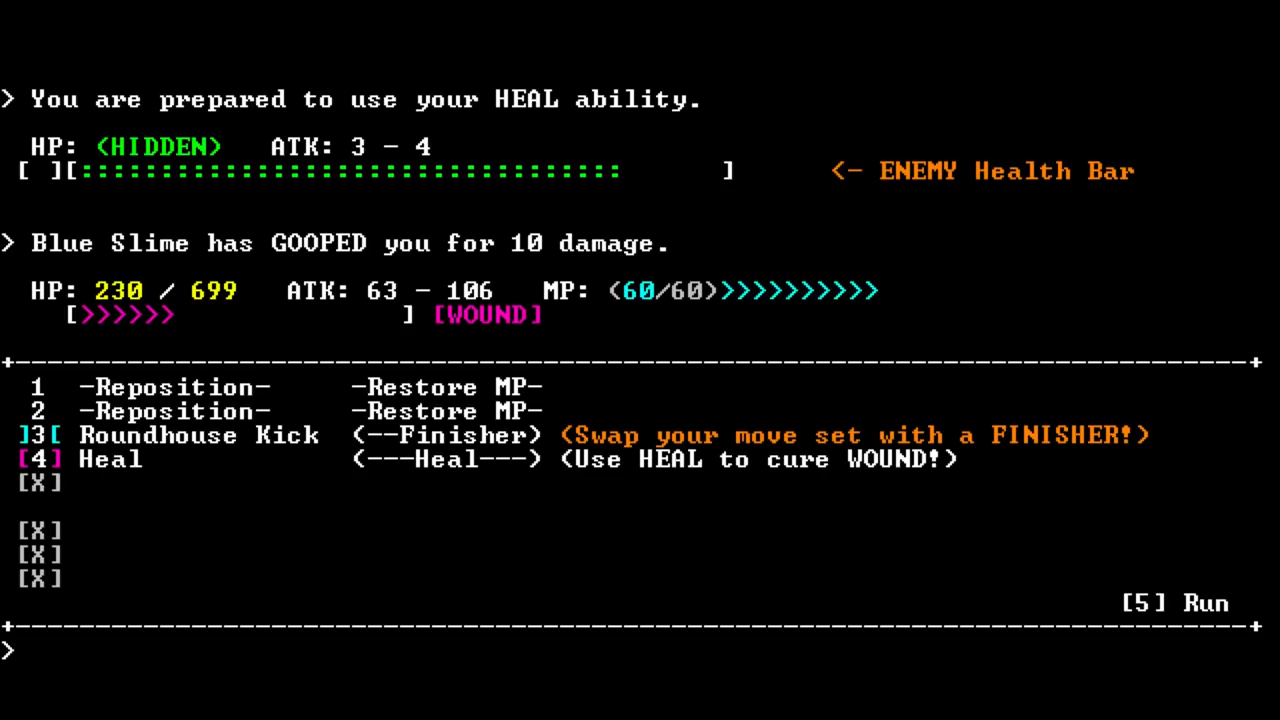 > You are prepared to use your HEAL ability.
HP: (HIDDEN) ATK: 3 - 4
[ ][:::::::::::::::::::::::::::::::::: ] <- ENEMY Health Bar
> Blue Slime has GOOPED you for 10 damage.
HP: 230 / 699 ATK: 63 - 106 MP: (60/60)>>>>>>>>>>
[>>>>>> ] [WOUND]
+------------------------------------------------------------------------------+
1 -Reposition- -Restore MP-
2 -Reposition- -Restore MP-
]3[ Roundhouse Kick (--Finisher) (Swap your move set with a FINISHER!)
[4] Heal (---Heal---) (Use HEAL to cure WOUND!)
[X]
[X]
[X]
[X]
[5] Run
+------------------------------------------------------------------------------+
>